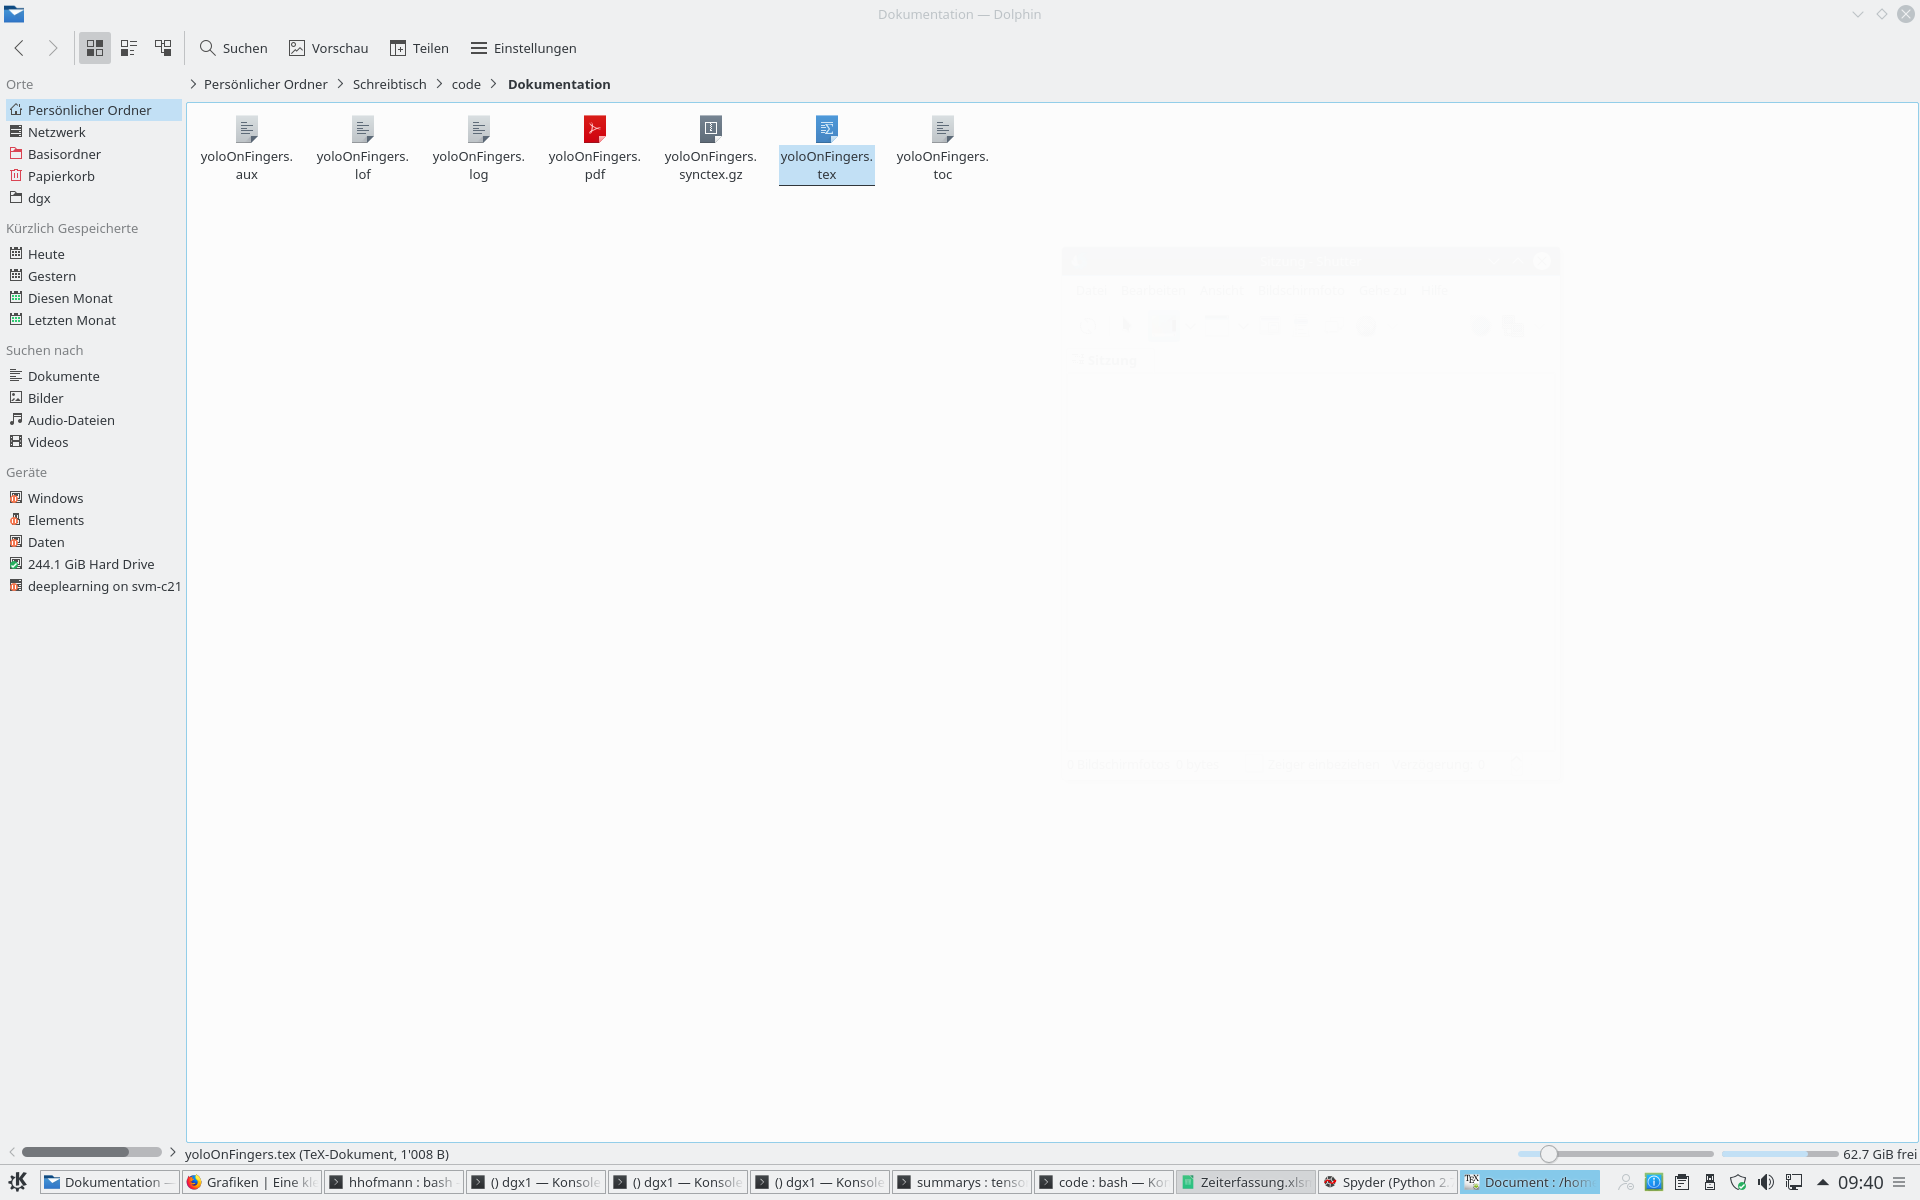 Dokumentation — Dolphin
Suchen
Vorschau
Teilen
Einstellungen
Orte
Persönlicher Ordner
Netzwerk
Basisordner
Papierkorb
dgx
Kürzlich Gespeicherte
Heute
Gestern
Diesen Monat
Letzten Monat
Suchen nach
Dokumente
Bilder
Audio-Dateien
Videos
Geräte
Windows
Elements
Daten
244.1 GiB Hard Drive
deeplearning on svm-c21
Persönlicher Ordner
Schreibtisch
code
Dokumentation
yoloOnFingers.
aux
yoloOnFingers.
lof
yoloOnFingers.
log
yoloOnFingers.
pdf
yoloOnFingers.
synctex.gz
yoloOnFingers.
tex
yoloOnFingers.
toc
yoloOnFingers.tex (TeX-Dokument, 1'008 B)
62.7 GiB frei
Dokumentation —
Grafiken | Eine kl
hhofmann : bash
() dgx1 — Konsole
() dgx1 — Konsole
() dgx1 — Konsole
summarys : tenso
code : bash — Ko
Zeiterfassung.xlsm
Spyder (Python 2.
Document : /hom
09:40